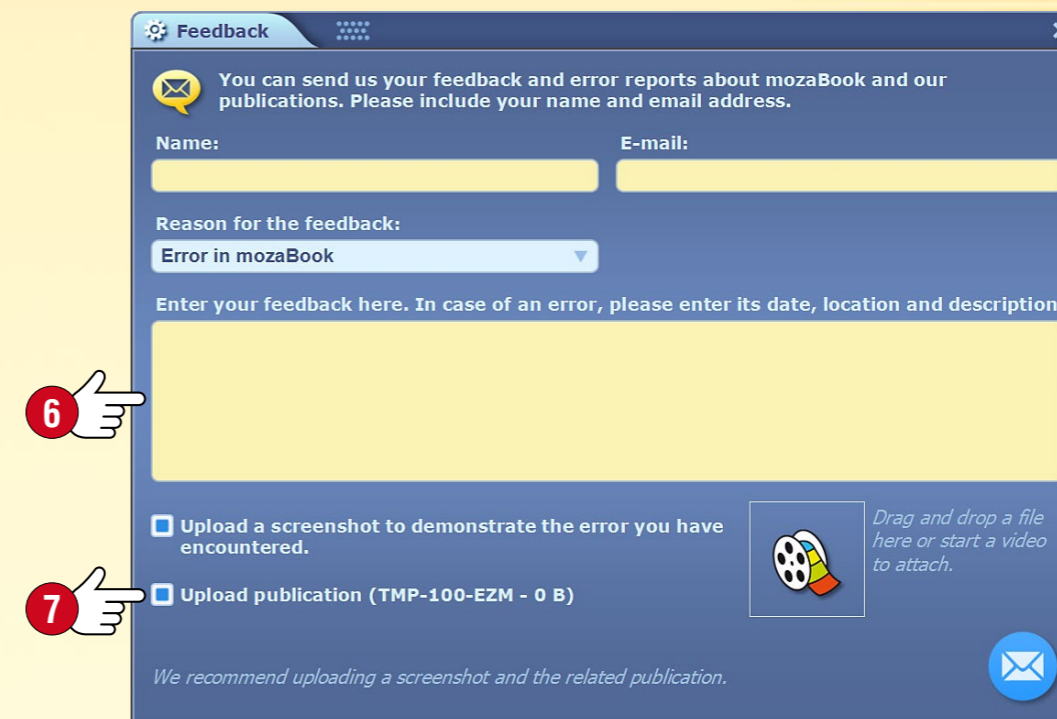 Feedback
You can send us your feedback and error reports about mozaBook and our
publications. Please include your name and email address.
Name:
E-mail:
Reason for the feedback:
Error in mozaBook
Enter your feedback here. In case of an error, please enter its date, location and description
6
Upload a screenshot to demonstrate the error you have
encountered.
Drag and drop a file
here or start a video
to attach.
7
Upload publication (TMP-100-EZM - 0 B)
We recommend uploading a screenshot and the related publication.